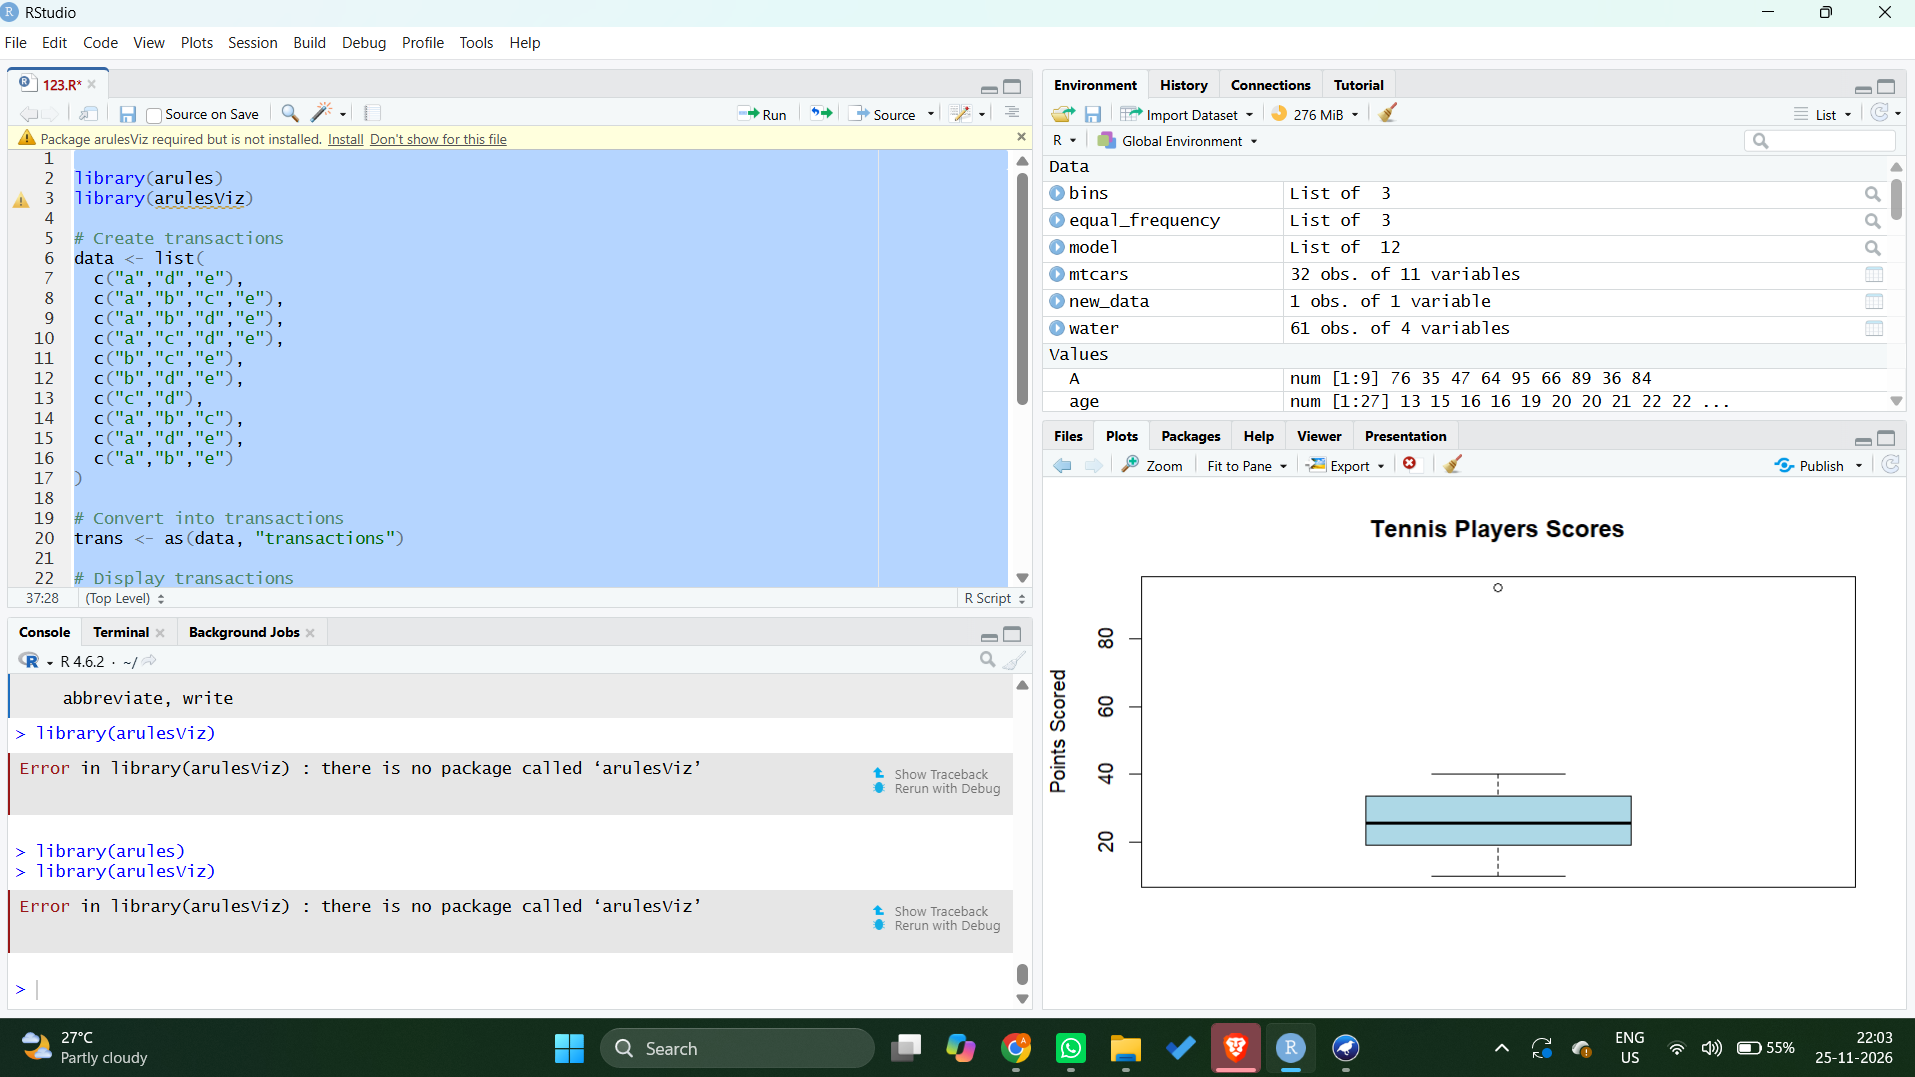 RStudio
File Edit Code View Plots Session Build Debug Profile Tools Help
123.R*
Source on Save
Run
Source
Package arulesViz required but is not installed. Install Don't show for this file
1
2 library(arules)
3 library(arulesViz)
4
5 # Create transactions
6 data <- list(
7 c("a","d","e"),
8 c("a","b","c","e"),
9 c("a","b","d","e"),
10 c("a","c","d","e"),
11 c("b","c","e"),
12 c("b","d","e"),
13 c("c","d"),
14 c("a","b","c"),
15 c("a","d","e"),
16 c("a","b","e")
17 )
18
19 # Convert into transactions
20 trans <- as(data, "transactions")
21
22 # Display transactions
37:28 (Top Level) R Script
Console Terminal Background Jobs
R 4.6.2 · ~/
abbreviate, write
> library(arulesViz)
Error in library(arulesViz) : there is no package called ‘arulesViz’
Show Traceback
Rerun with Debug
> library(arules)
> library(arulesViz)
Error in library(arulesViz) : there is no package called ‘arulesViz’
Show Traceback
Rerun with Debug
>
Environment History Connections Tutorial
Import Dataset 276 MiB List
R Global Environment
Data
bins List of 3
equal_frequency List of 3
model List of 12
mtcars 32 obs. of 11 variables
new_data 1 obs. of 1 variable
water 61 obs. of 4 variables
Values
A num [1:9] 76 35 47 64 95 66 89 36 84
age num [1:27] 13 15 16 16 19 20 20 21 22 22 ...
Files Plots Packages Help Viewer Presentation
Zoom Fit to Pane Export Publish
Tennis Players Scores
Points Scored
80
60
40
20
27°C
Partly cloudy
Search
ENG
US
55%
22:03
25-11-2026